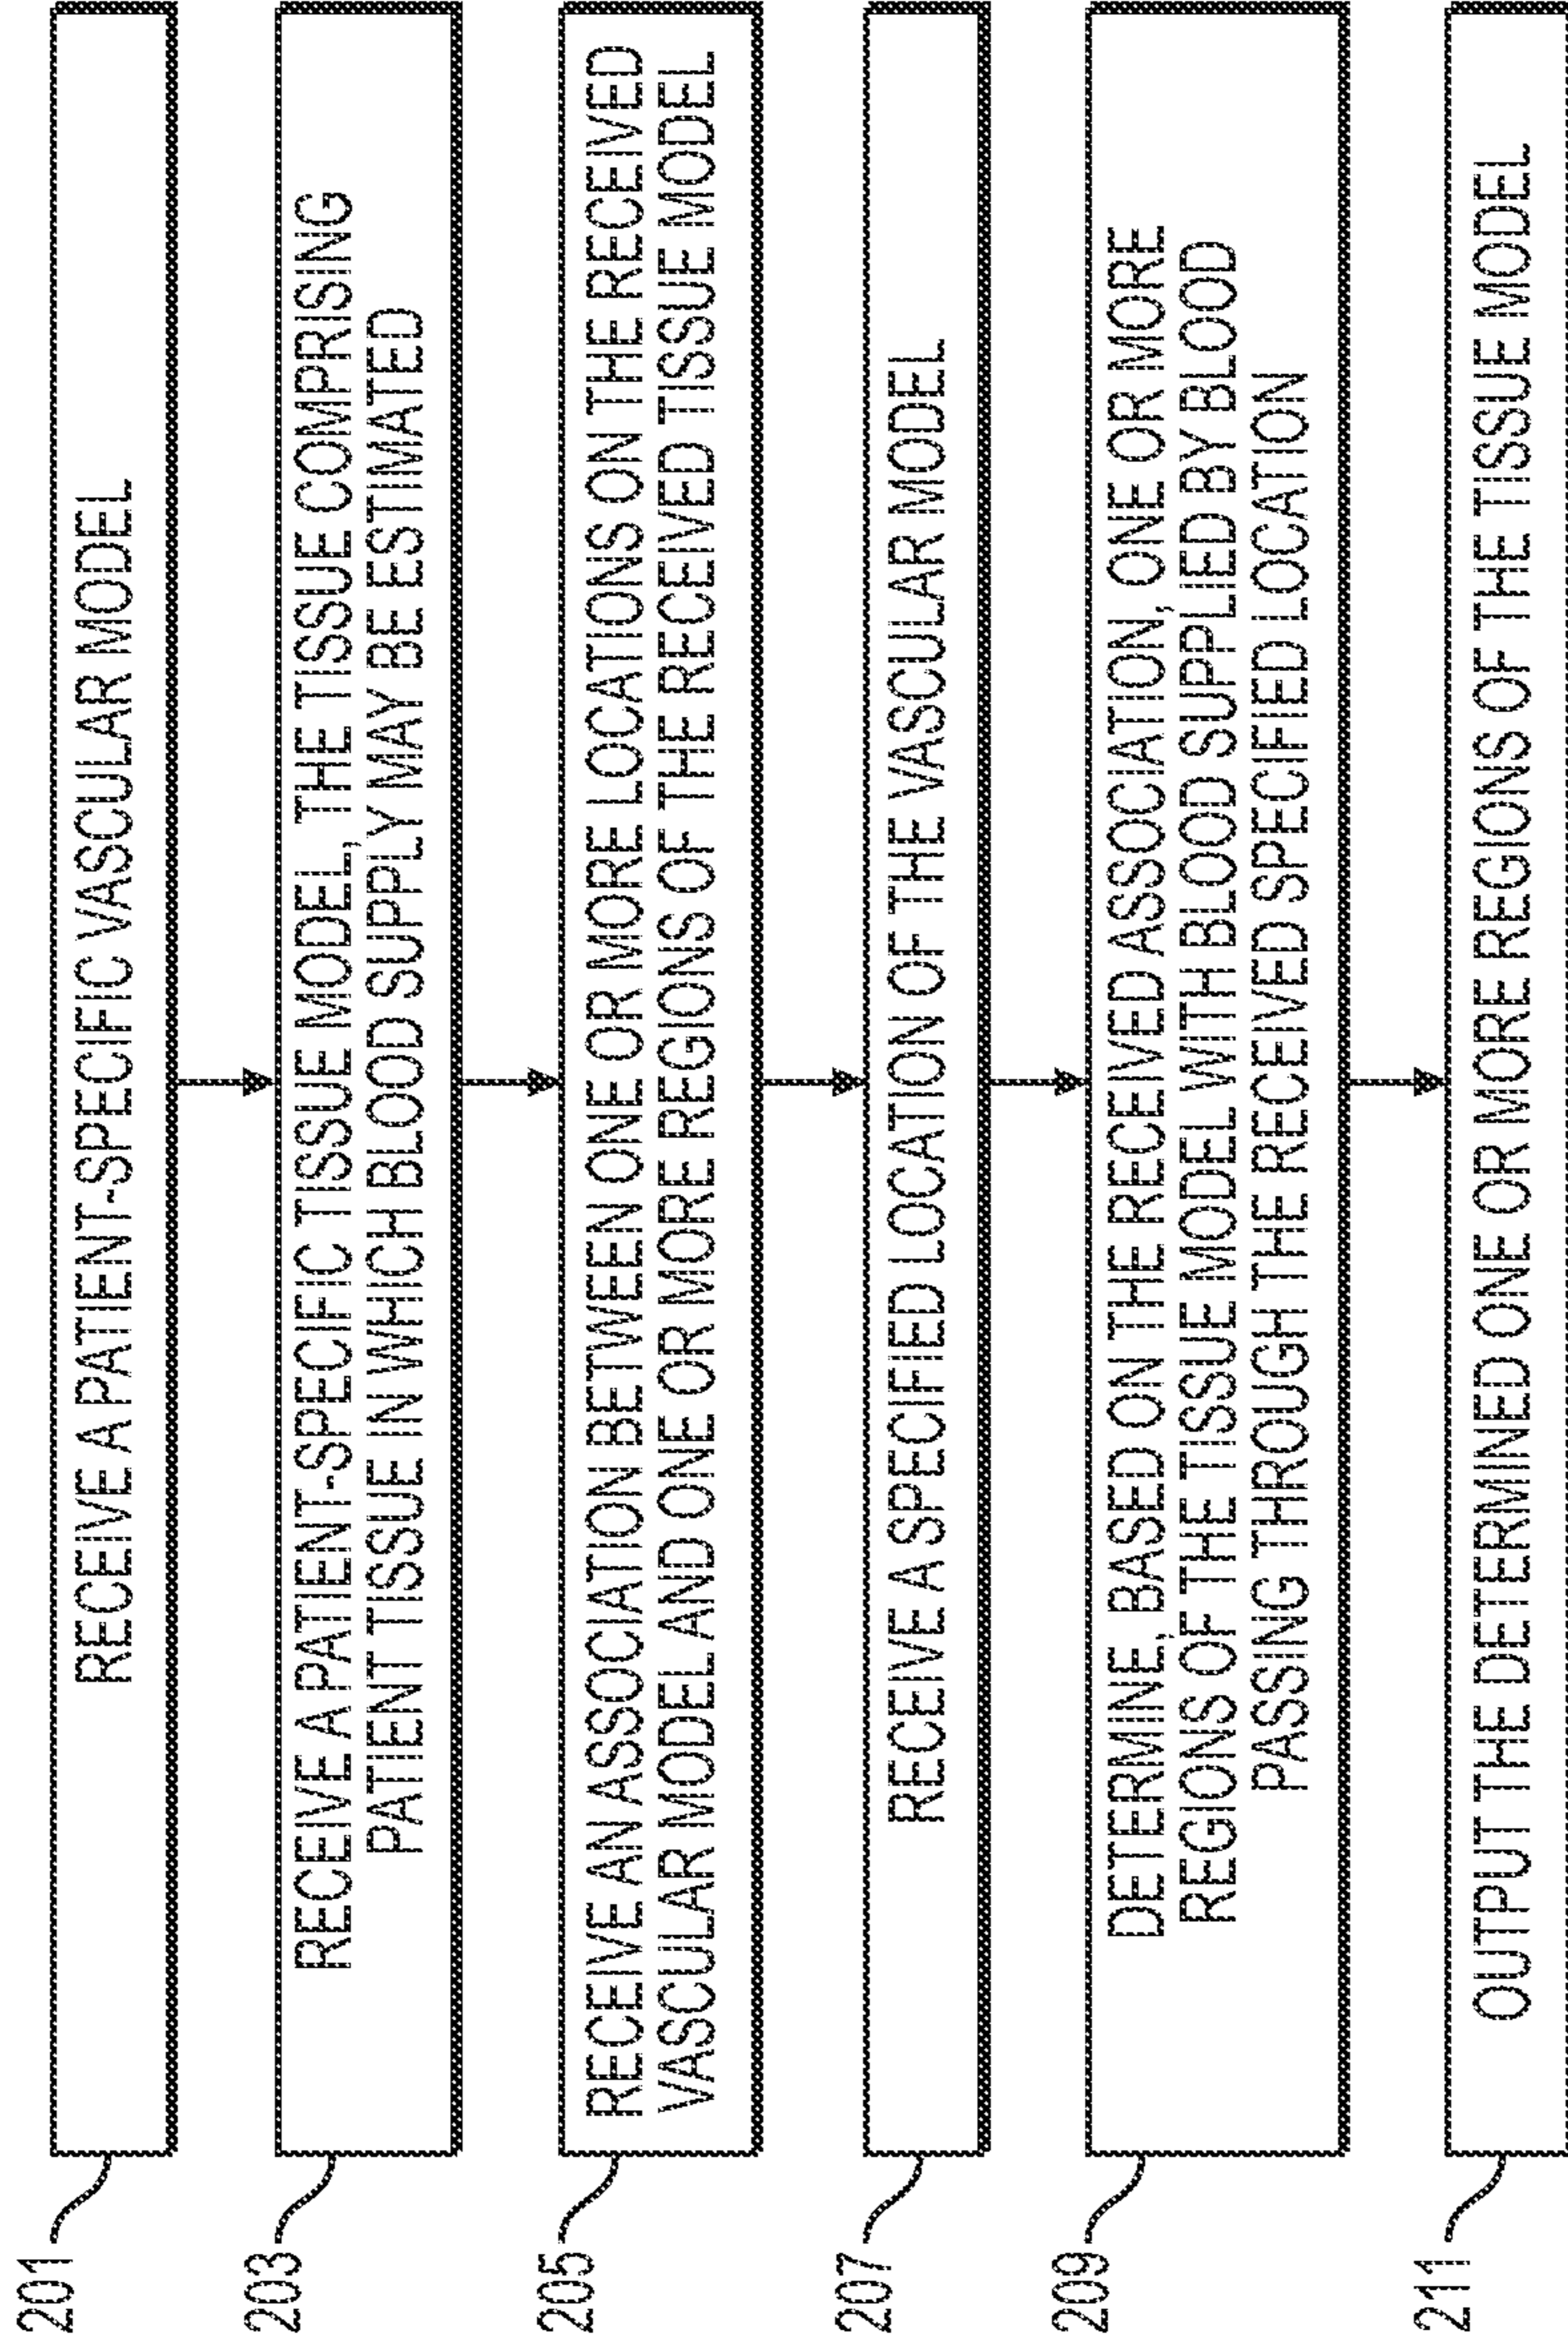 201
RECEIVE A PATIENT-SPECIFIC VASCULAR MODEL
203
RECEIVE A PATIENT-SPECIFIC TISSUE MODEL, THE TISSUE COMPRISING
PATIENT TISSUE IN WHICH BLOOD SUPPLY MAY BE ESTIMATED
205
RECEIVE AN ASSOCIATION BETWEEN ONE OR MORE LOCATIONS ON THE RECEIVED
VASCULAR MODEL AND ONE OR MORE REGIONS OF THE RECEIVED TISSUE MODEL
207
RECEIVE A SPECIFIED LOCATION OF THE VASCULAR MODEL
209
DETERMINE, BASED ON THE RECEIVED ASSOCIATION, ONE OR MORE
REGIONS OF THE TISSUE MODEL WITH BLOOD SUPPLIED BY BLOOD
PASSING THROUGH THE RECEIVED SPECIFIED LOCATION
211
OUTPUT THE DETERMINED ONE OR MORE REGIONS OF THE TISSUE MODEL